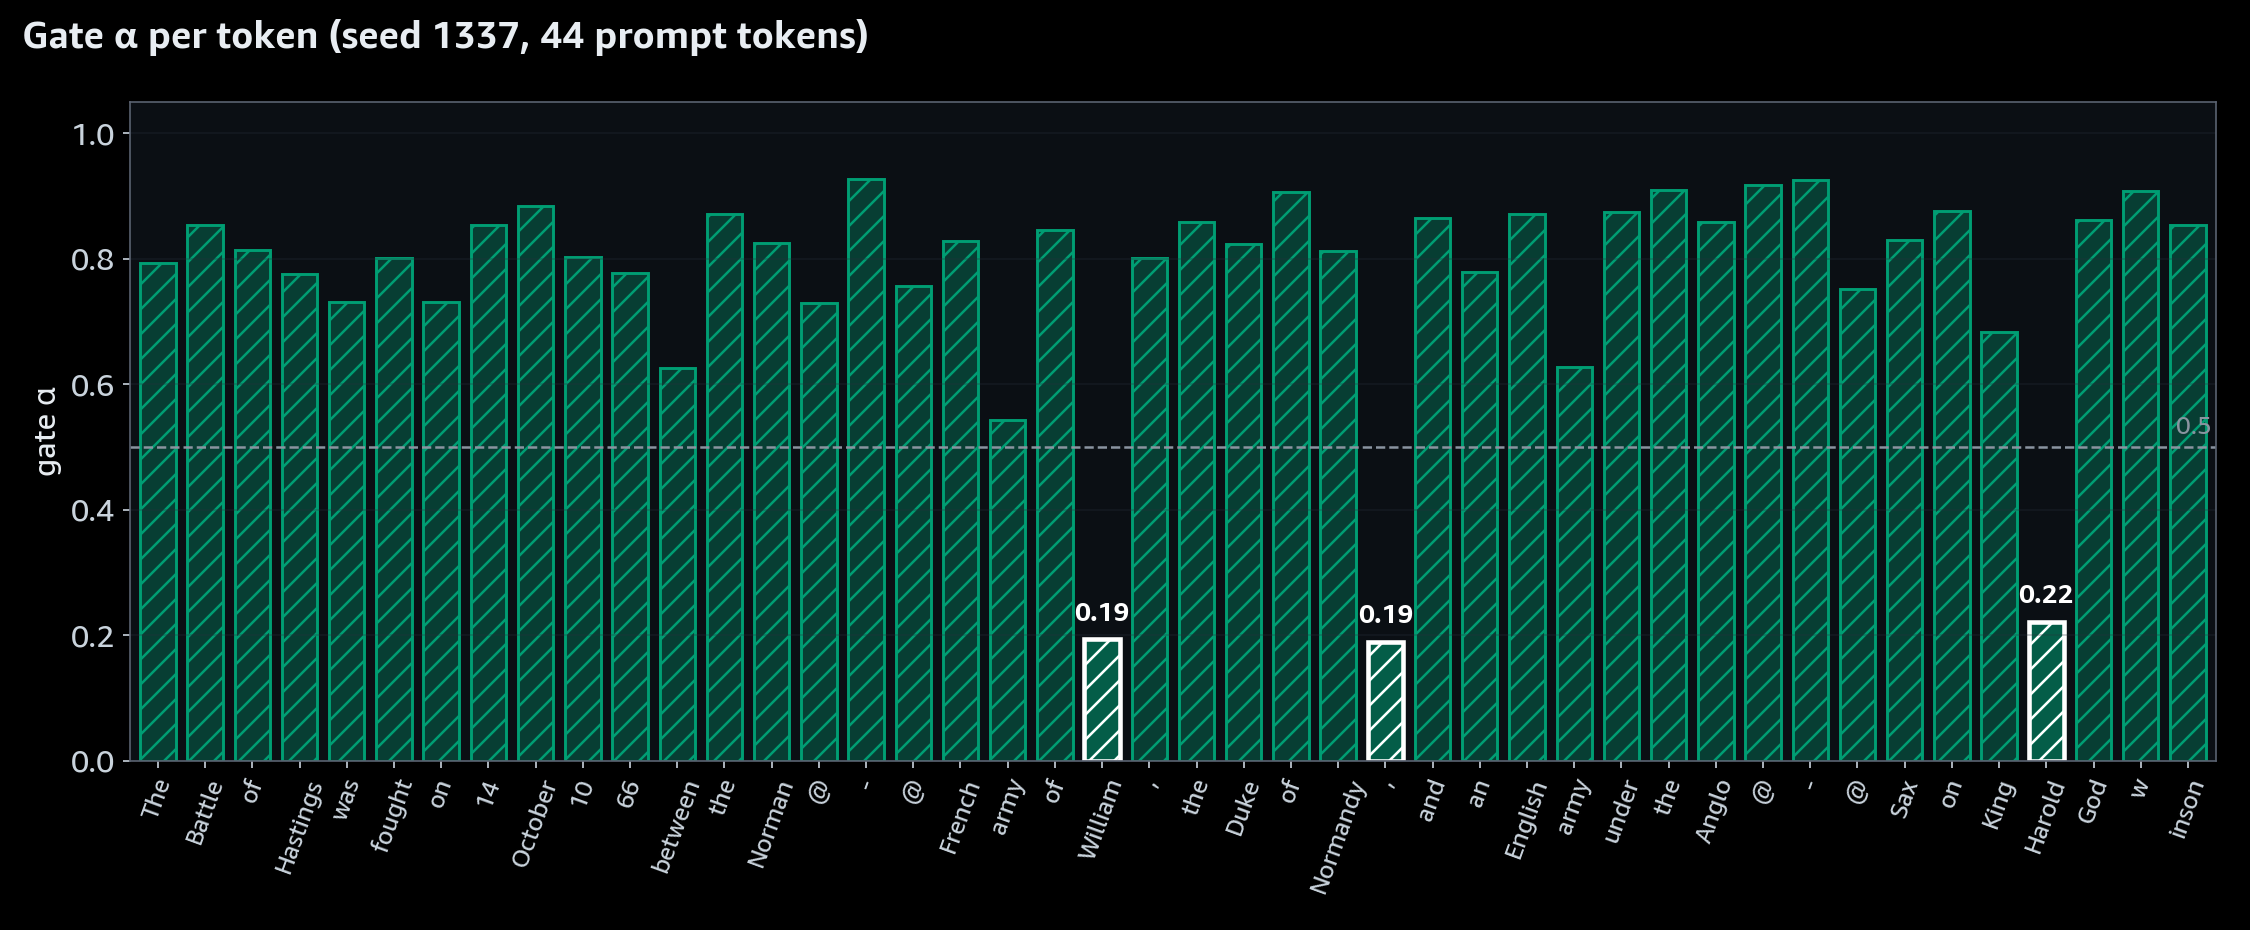 Gate α per token (seed 1337, 44 prompt tokens)
gate α
1.0
0.8
0.6
0.4
0.2
0.0
0.5
0.19
0.19
0.22
The
Battle
of
Hastings
was
fought
on
14
October
10
66
between
the
Norman
@
-
@
French
army
of
William
,
the
Duke
of
Normandy
,
and
an
English
army
under
the
Anglo
@
-
@
Sax
on
King
Harold
God
w
inson